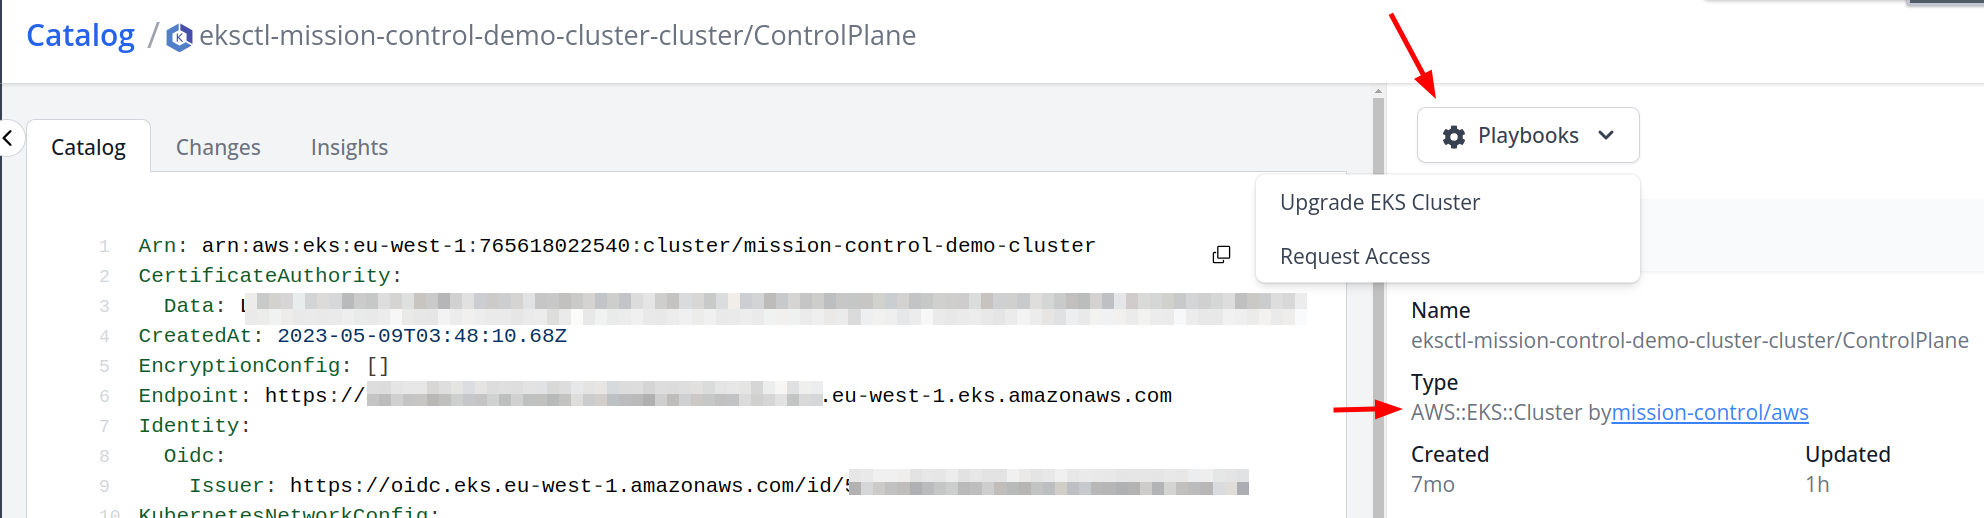 Catalog / eksctl-mission-control-demo-cluster-cluster/ControlPlane
Catalog Changes Insights
1 Arn: arn:aws:eks:eu-west-1:765618022540:cluster/mission-control-demo-cluster
2 CertificateAuthority:
3 Data:
4 CreatedAt: 2023-05-09T03:48:10.68Z
5 EncryptionConfig: []
6 Endpoint: https:// .eu-west-1.eks.amazonaws.com
7 Identity:
8 Oidc:
9 Issuer: https://oidc.eks.eu-west-1.amazonaws.com/id/
10 KubernetesNetworkConfig:
Playbooks
Upgrade EKS Cluster
Request Access
Name
eksctl-mission-control-demo-cluster-cluster/ControlPlane
Type
AWS::EKS::Cluster bymission-control/aws
Created Updated
7mo 1h